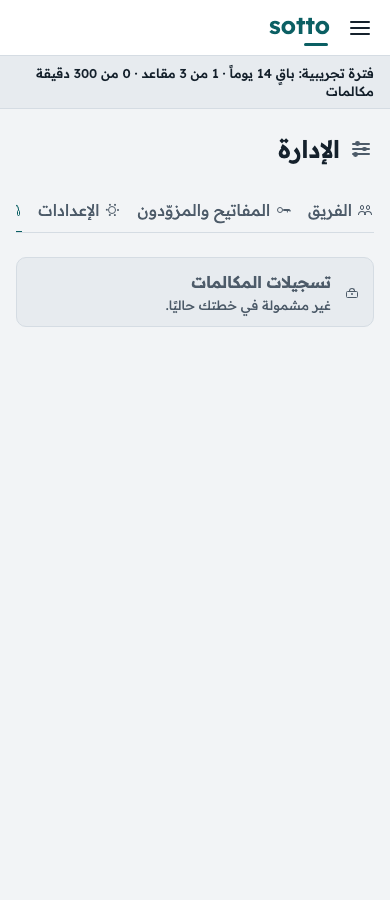 sotto
فترة تجريبية: باقٍ 14 يوماً · 1 من 3 مقاعد · 0 من 300 دقيقة
مكالمات
الإدارة
الفريق
المفاتيح والمزوّدون
الإعدادات
تسجيلات المكالمات
غير مشمولة في خطتك حاليًا.